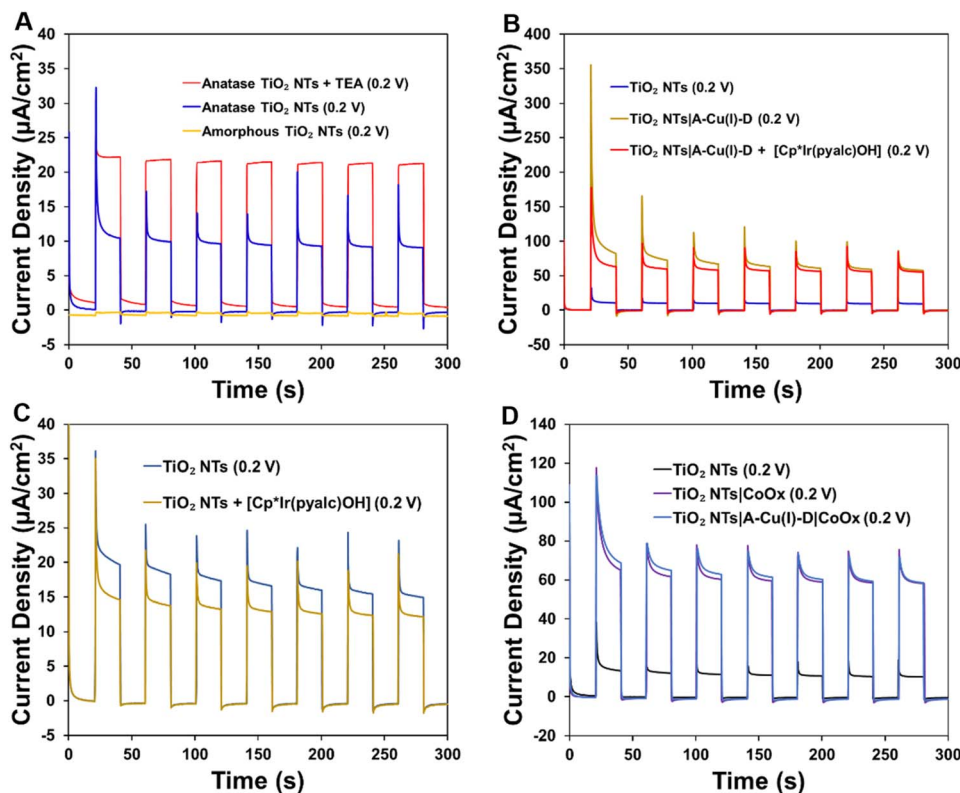 A
Current Density (µA/cm²)
40
35
30
25
20
15
10
5
0
-5
Anatase TiO₂ NTs + TEA (0.2 V)
Anatase TiO₂ NTs (0.2 V)
Amorphous TiO₂ NTs (0.2 V)
0 50 100 150 200 250 300
Time (s)
B
Current Density (µA/cm²)
400
350
300
250
200
150
100
50
0
-50
TiO₂ NTs (0.2 V)
TiO₂ NTs|A-Cu(I)-D (0.2 V)
TiO₂ NTs|A-Cu(I)-D + [Cp*Ir(pyalc)OH] (0.2 V)
0 50 100 150 200 250 300
Time (s)
C
Current Density (µA/cm²)
40
35
30
25
20
15
10
5
0
-5
TiO₂ NTs (0.2 V)
TiO₂ NTs + [Cp*Ir(pyalc)OH] (0.2 V)
0 50 100 150 200 250 300
Time (s)
D
Current Density (µA/cm²)
140
120
100
80
60
40
20
0
-20
TiO₂ NTs (0.2 V)
TiO₂ NTs|CoOx (0.2 V)
TiO₂ NTs|A-Cu(I)-D|CoOx (0.2 V)
0 50 100 150 200 250 300
Time (s)